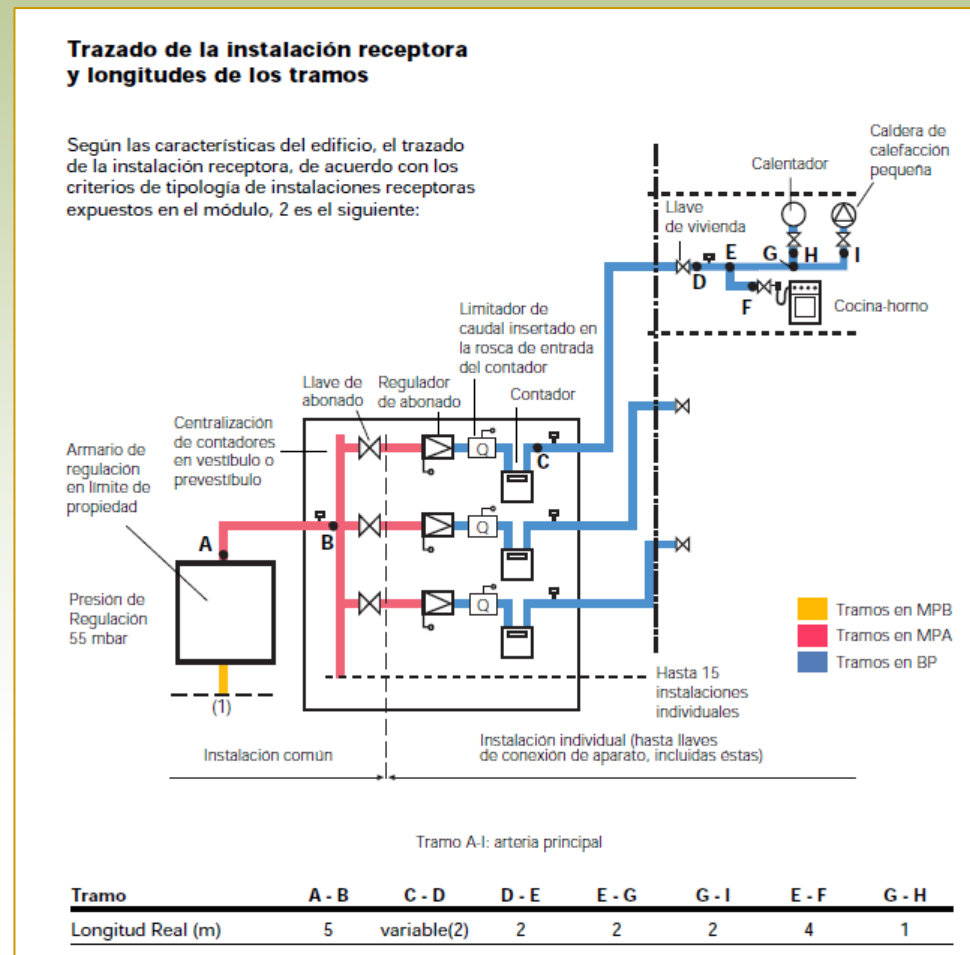 Trazado de la instalación receptora
y longitudes de los tramos
Según las características del edificio, el trazado
de la instalación receptora, de acuerdo con los
criterios de tipología de instalaciones receptoras
expuestos en el módulo, 2 es el siguiente:
Caldera de
calefacción
pequeña
Calentador
Llave
de vivienda
E
G
H
I
D
F
Cocina-horno
Limitador de
caudal insertado en
la rosca de entrada
del contador
Llave de
abonado
Regulador
de abonado
Contador
Centralización
de contadores
en vestíbulo o
prevestíbulo
Armario de
regulación
en límite de
propiedad
Q
C
A
B
Q
Presión de
Regulación
55 mbar
Q
Tramos en MPB
Tramos en MPA
Tramos en BP
(1)
Hasta 15
instalaciones
individuales
Instalación común
Instalación individual (hasta llaves
de conexión de aparato, incluidas éstas)
Tramo A-I: arteria principal
Tramo A - B C - D D - E E - G G - I E - F G - H
Longitud Real (m) 5 variable(2) 2 2 2 4 1